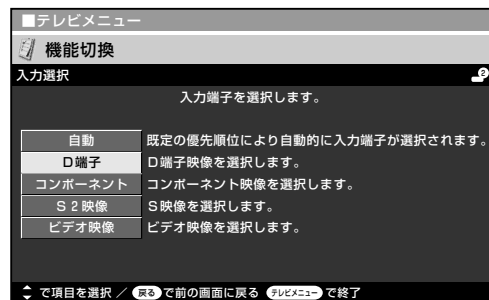 ■テレビメニュー
機能切換
入力選択 2
入力端子を選択します。
自動 既定の優先順位により自動的に入力端子が選択されます。
D端子 D端子映像を選択します。
コンポーネント コンポーネント映像を選択します。
S2映像 S映像を選択します。
ビデオ映像 ビデオ映像を選択します。
で項目を選択 ／ 戻る で前の画面に戻る テレビメニュー で終了